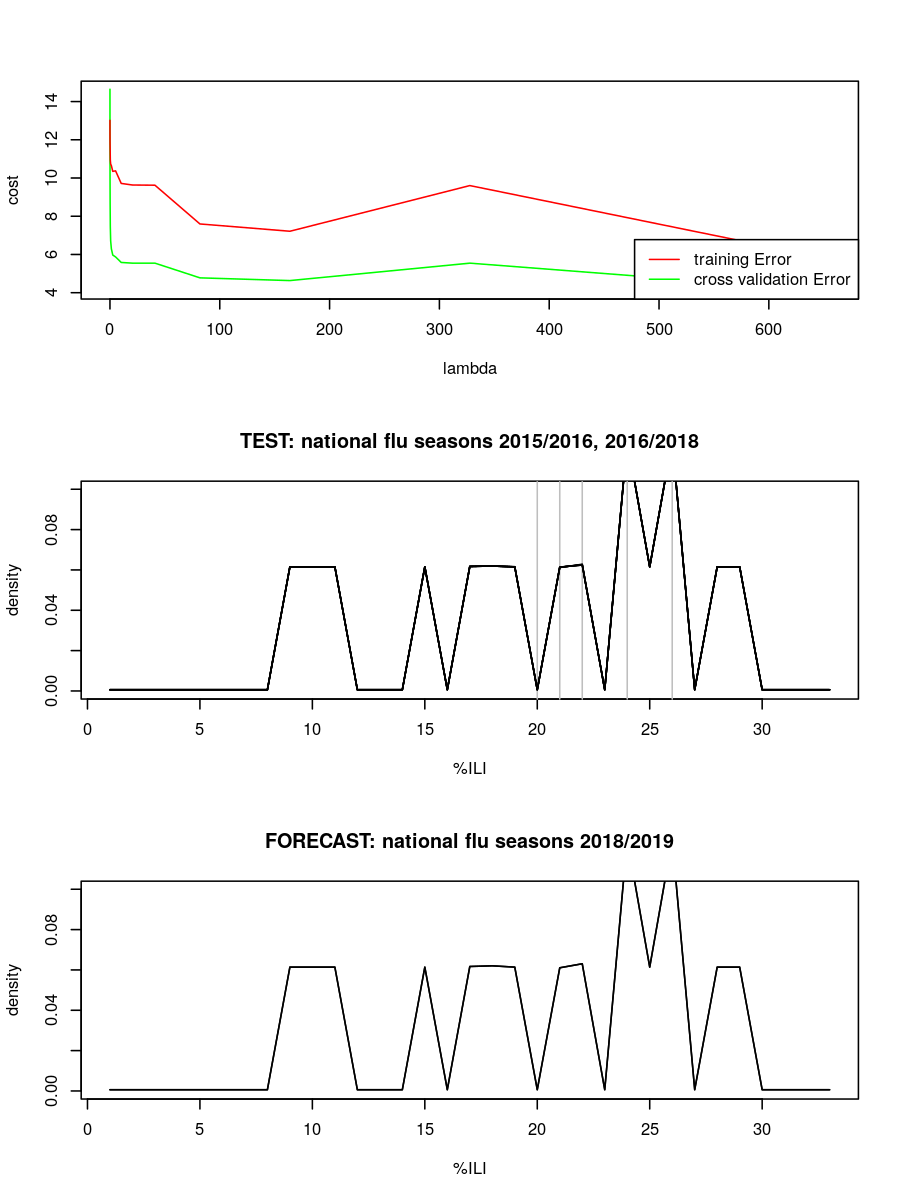 cost
14
12
10
8
6
4
training Error
cross validation Error
0 100 200 300 400 500 600
lambda
TEST: national flu seasons 2015/2016, 2016/2018
density
0.08
0.04
0.00
0 5 10 15 20 25 30
%ILI
FORECAST: national flu seasons 2018/2019
density
0.08
0.04
0.00
0 5 10 15 20 25 30
%ILI